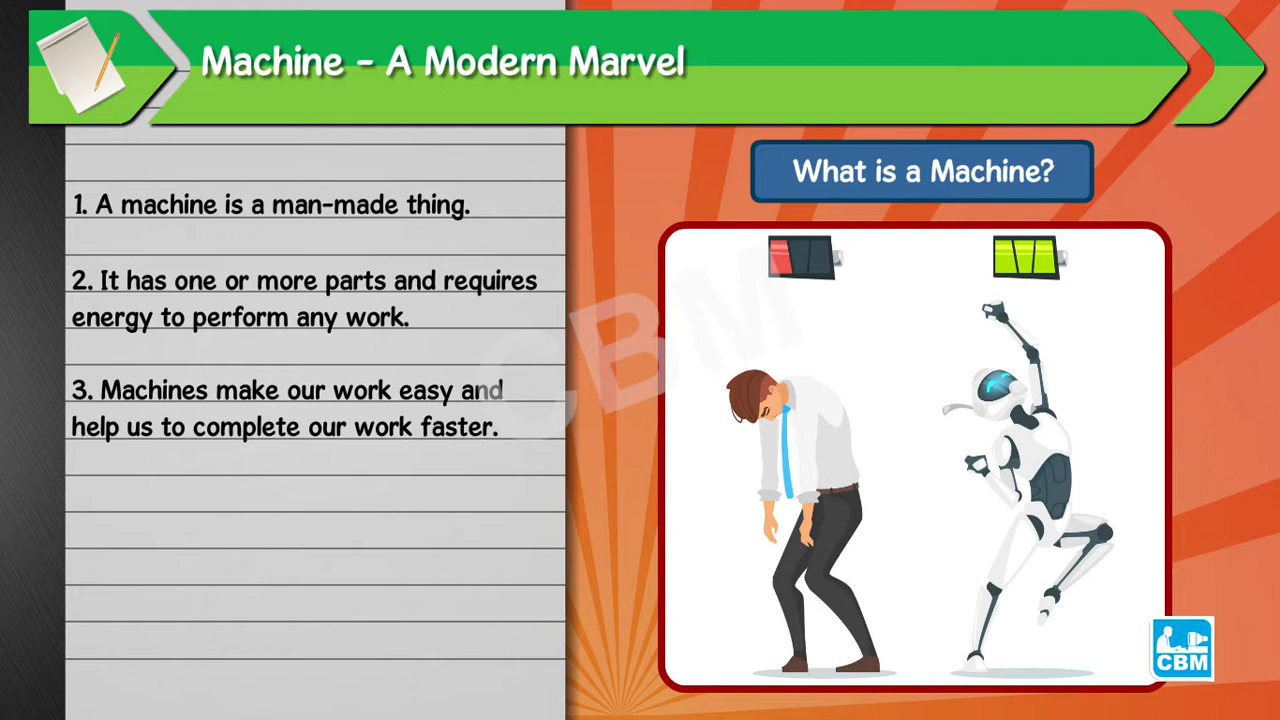 Machine - A Modern Marvel
1. A machine is a man-made thing.
2. It has one or more parts and requires
energy to perform any work.
3. Machines make our work easy and
help us to complete our work faster.
What is a Machine?
CBM
CBM